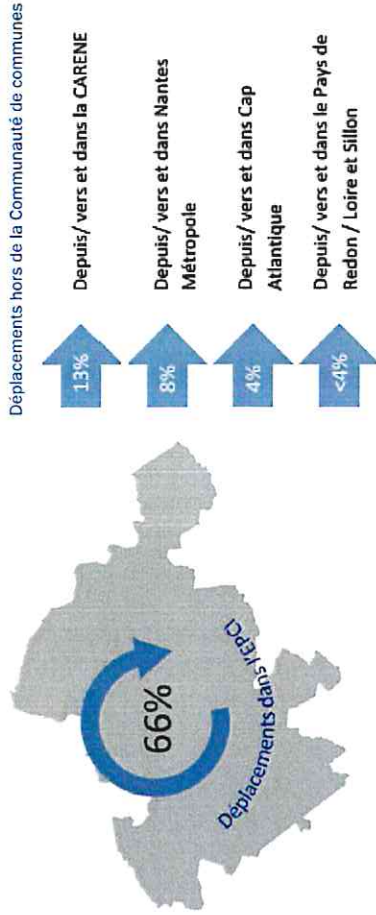 Déplacements hors de la Communauté de communes
13%
Depuis/ vers et dans la CARENE
8%
Depuis/ vers et dans Nantes
Métropole
4%
Depuis/ vers et dans Cap
Atlantique
<4%
Depuis/ vers et dans le Pays de
Redon / Loire et Sillon
66%
Déplacements dans l'EPCI